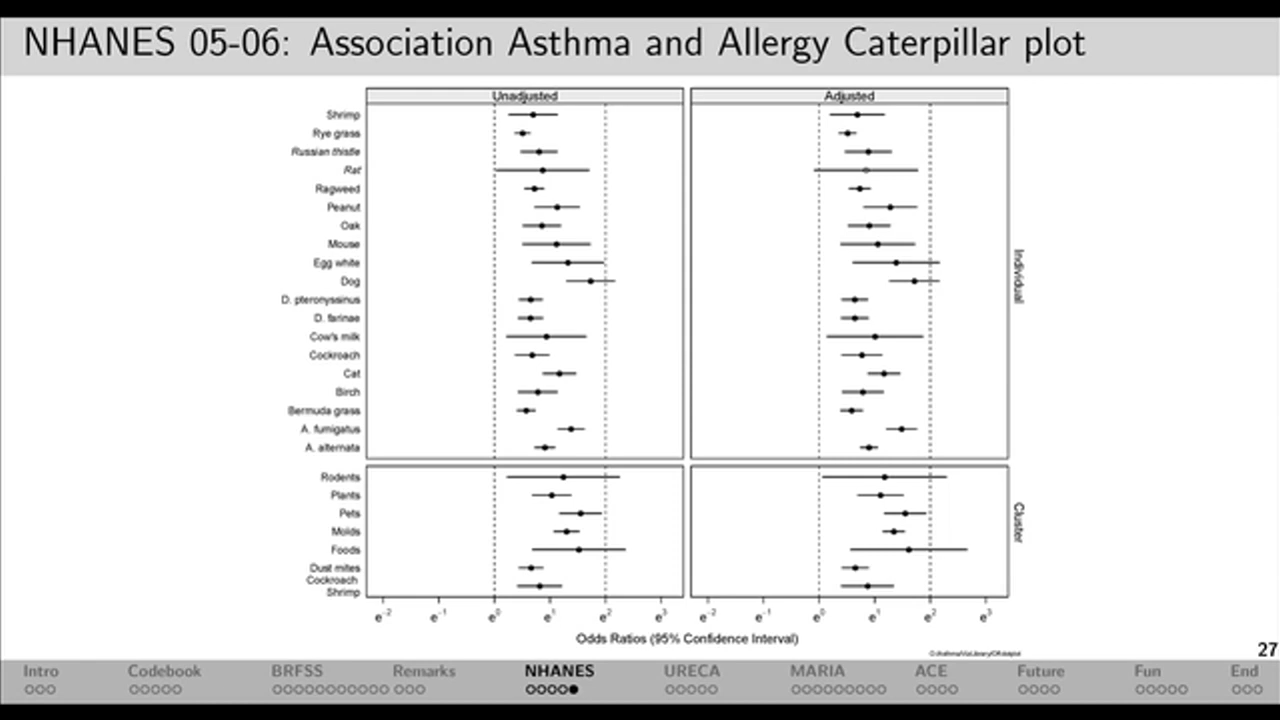 NHANES 05-06: Association Asthma and Allergy Caterpillar plot
Unadjusted
Adjusted
Shrimp
Rye grass
Russian thistle
Rat
Ragweed
Peanut
Oak
Mouse
Egg white
Dog
D. pteronyssinus
D. farinae
Cow's milk
Cockroach
Cat
Birch
Bermuda grass
A. fumigatus
A. alternata
Individual
Rodents
Plants
Pets
Molds
Foods
Dust mites
Cockroach
Shrimp
Cluster
e-2 e-1 e0 e1 e2 e3 e-2 e-1 e0 e1 e2 e3
Odds Ratios (95% Confidence Interval)
27
Intro Codebook BRFSS Remarks NHANES URECA MARIA ACE Future Fun End